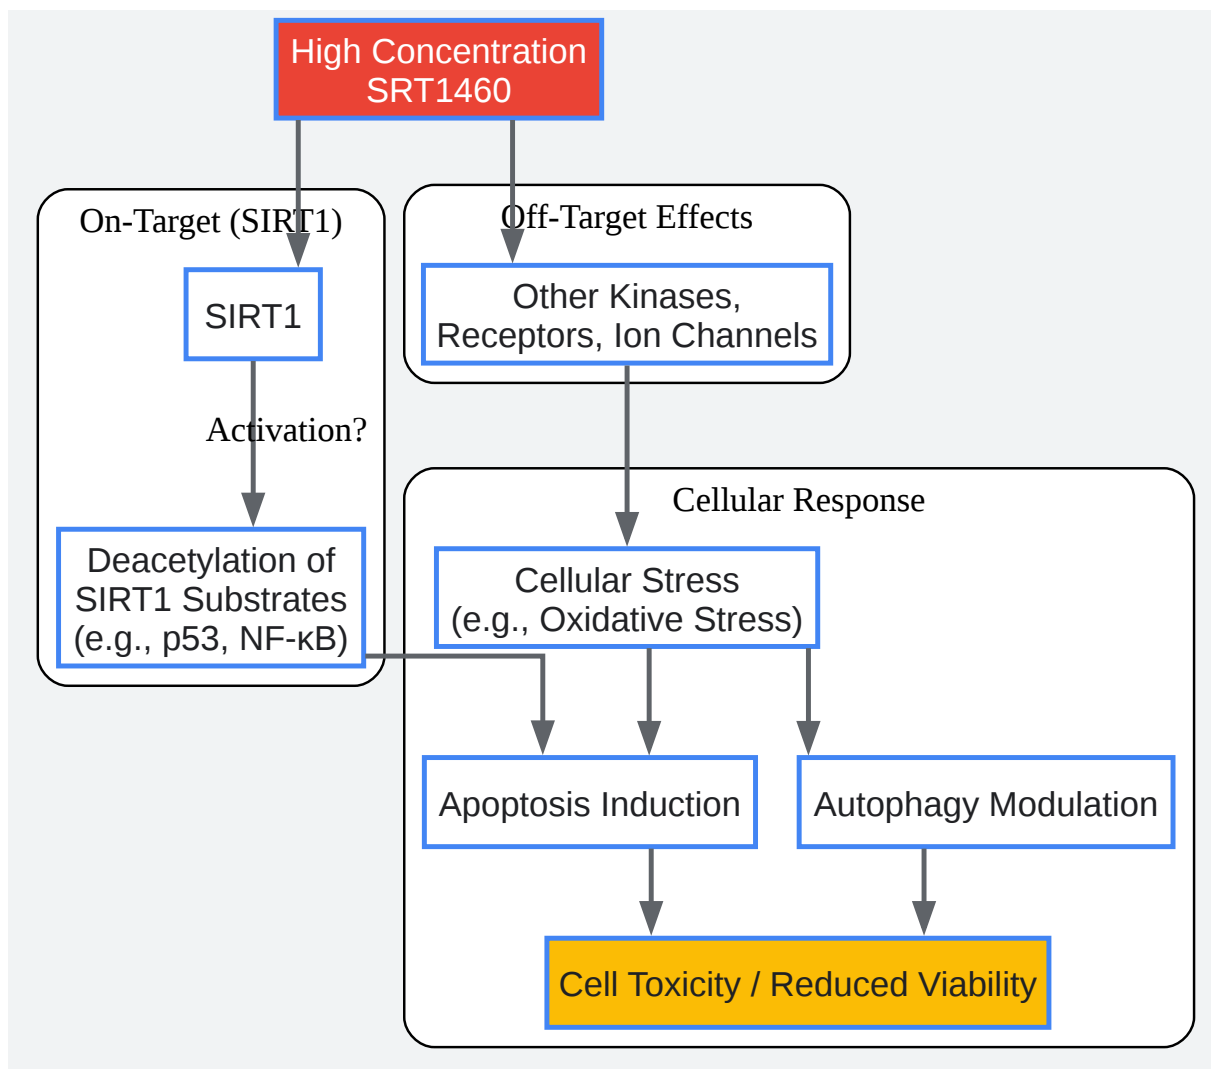 High Concentration
SRT1460
On-Target (SIRT1)
Off-Target Effects
SIRT1
Other Kinases,
Receptors, Ion Channels
Activation?
Deacetylation of
SIRT1 Substrates
(e.g., p53, NF-κB)
Cellular Response
Cellular Stress
(e.g., Oxidative Stress)
Apoptosis Induction
Autophagy Modulation
Cell Toxicity / Reduced Viability